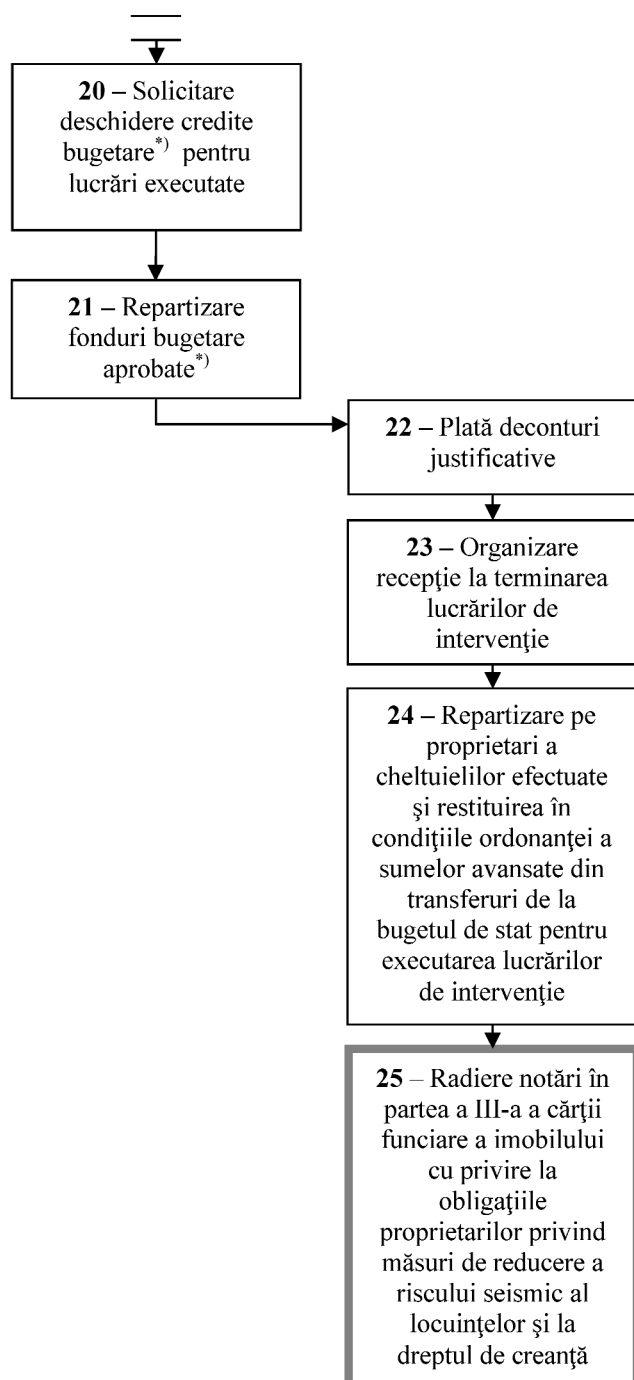 20 – Solicitare
deschidere credite
bugetare*) pentru
lucrări executate
21 – Repartizare
fonduri bugetare
aprobate*)
22 – Plată deconturi
justificative
23 – Organizare
recepţie la terminarea
lucrărilor de
intervenţie
24 – Repartizare pe
proprietari a
cheltuielilor efectuate
şi restituirea în
condiţiile ordonanţei a
sumelor avansate din
transferuri de la
bugetul de stat pentru
executarea lucrărilor
de intervenţie
25 – Radiere notări în
partea a III-a a cărţii
funciare a imobilului
cu privire la
obligaţiile
proprietarilor privind
măsuri de reducere a
riscului seismic al
locuinţelor şi la
dreptul de creanţă